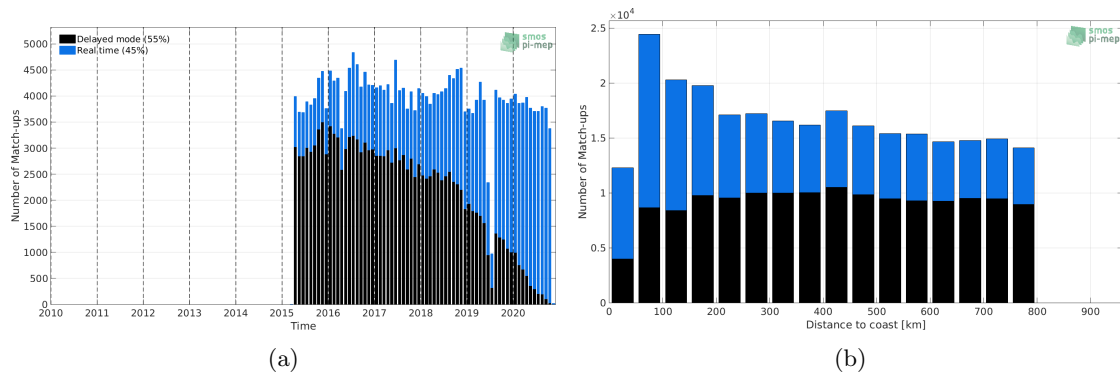 Delayed mode (55%)
Real time (45%)
smos
pi-mep
5000
4500
4000
3500
3000
2500
2000
1500
1000
500
0
Number of Match-ups
2010 2011 2012 2013 2014 2015 2016 2017 2018 2019 2020
Time
(a)
×10⁴
smos
pi-mep
2.5
2
1.5
1
0.5
0
Number of Match-ups
0 100 200 300 400 500 600 700 800 900
Distance to coast [km]
(b)